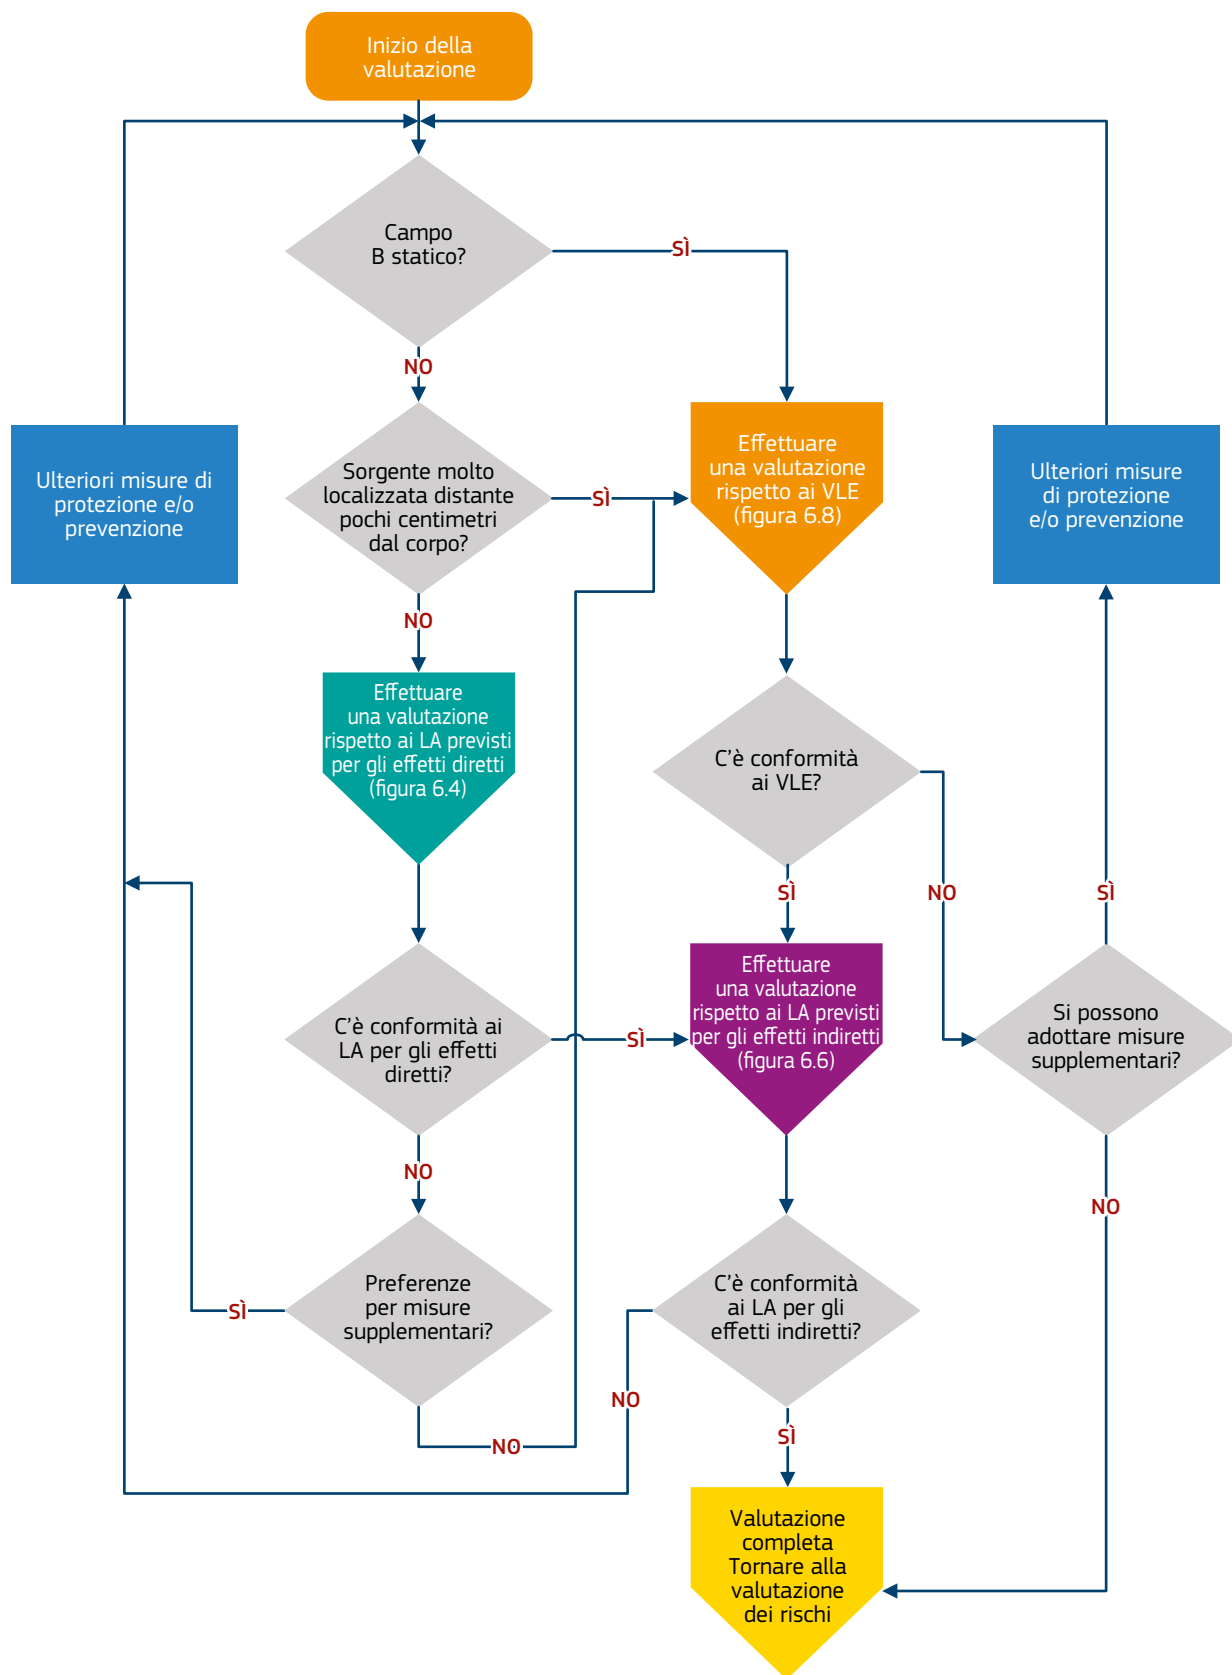 Inizio della
valutazione
Campo
B statico?
SÌ
NO
Ulteriori misure di
protezione e/o
prevenzione
Sorgente molto
localizzata distante
pochi centimetri
dal corpo?
SÌ
Effettuare
una valutazione
rispetto ai VLE
(figura 6.8)
Ulteriori misure
di protezione
e/o prevenzione
NO
Effettuare
una valutazione
rispetto ai LA previsti
per gli effetti diretti
(figura 6.4)
C'è conformità
ai VLE?
SÌ
NO
SÌ
C'è conformità ai
LA per gli effetti
diretti?
SÌ
Effettuare
una valutazione
rispetto ai LA previsti
per gli effetti indiretti
(figura 6.6)
Si possono
adottare misure
supplementari?
NO
NO
Preferenze
per misure
supplementari?
SÌ
C'è conformità
ai LA per gli
effetti indiretti?
NO
NO
SÌ
Valutazione
completa
Tornare alla
valutazione
dei rischi